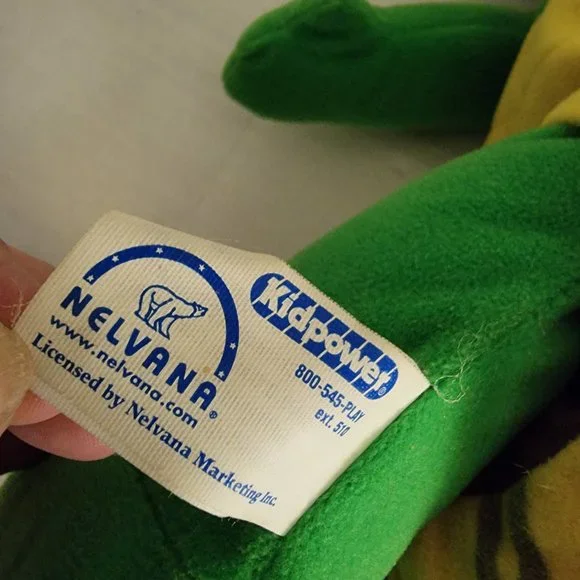 NELVANA®
www.nelvana.com
Licensed by Nelvana Marketing Inc.
Kidpower®
800-545-PLAY
ext. 510